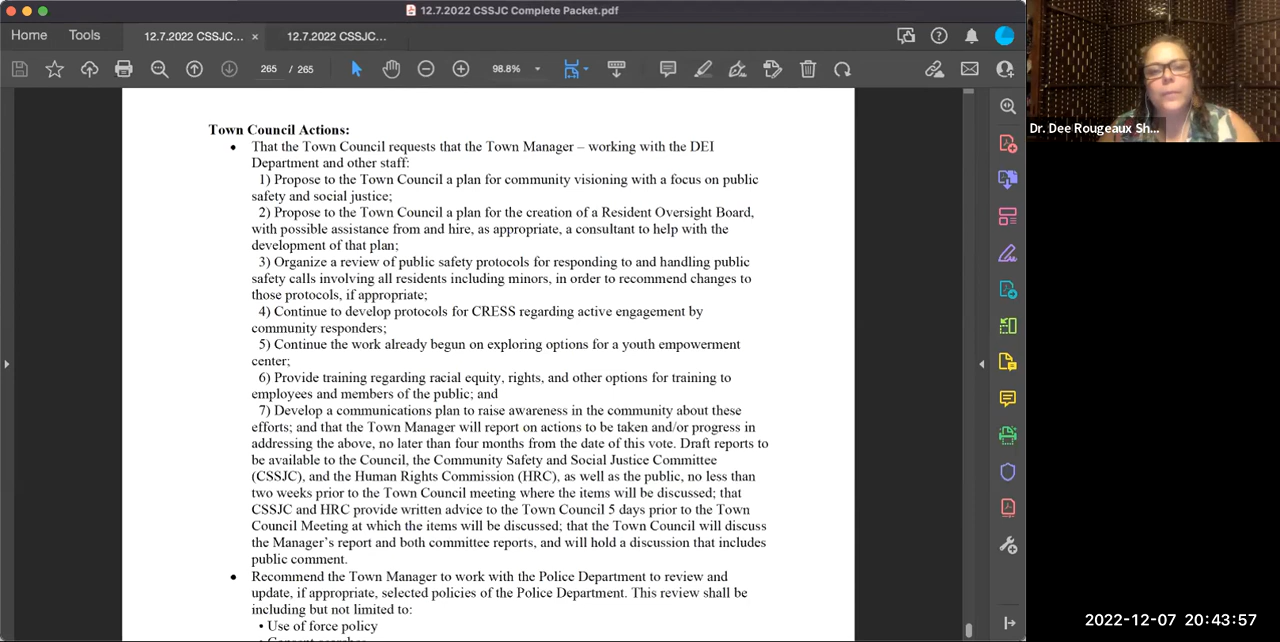 12.7.2022 CSSJC Complete Packet.pdf
Home
Tools
12.7.2022 CSSJC...
×
12.7.2022 CSSJC...
265 / 265
98.8%
Dr. Dee Rougeaux Sh...
Town Council Actions:
• That the Town Council requests that the Town Manager – working with the DEI
Department and other staff:
1) Propose to the Town Council a plan for community visioning with a focus on public
safety and social justice;
2) Propose to the Town Council a plan for the creation of a Resident Oversight Board,
with possible assistance from and hire, as appropriate, a consultant to help with the
development of that plan;
3) Organize a review of public safety protocols for responding to and handling public
safety calls involving all residents including minors, in order to recommend changes to
those protocols, if appropriate;
4) Continue to develop protocols for CRESS regarding active engagement by
community responders;
5) Continue the work already begun on exploring options for a youth empowerment
center;
6) Provide training regarding racial equity, rights, and other options for training to
employees and members of the public; and
7) Develop a communications plan to raise awareness in the community about these
efforts; and that the Town Manager will report on actions to be taken and/or progress in
addressing the above, no later than four months from the date of this vote. Draft reports to
be available to the Council, the Community Safety and Social Justice Committee
(CSSJC), and the Human Rights Commission (HRC), as well as the public, no less than
two weeks prior to the Town Council meeting where the items will be discussed; that
CSSJC and HRC provide written advice to the Town Council 5 days prior to the Town
Council Meeting at which the items will be discussed; that the Town Council will discuss
the Manager's report and both committee reports, and will hold a discussion that includes
public comment.
• Recommend the Town Manager to work with the Police Department to review and
update, if appropriate, selected policies of the Police Department. This review shall be
including but not limited to:
• Use of force policy
2022-12-07 20:43:57